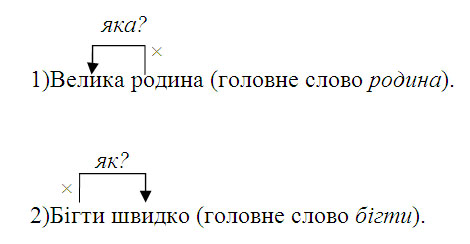 яка?
×
1)Велика родина (головне слово родина).
як?
×
2)Бігти швидко (головне слово бігти).